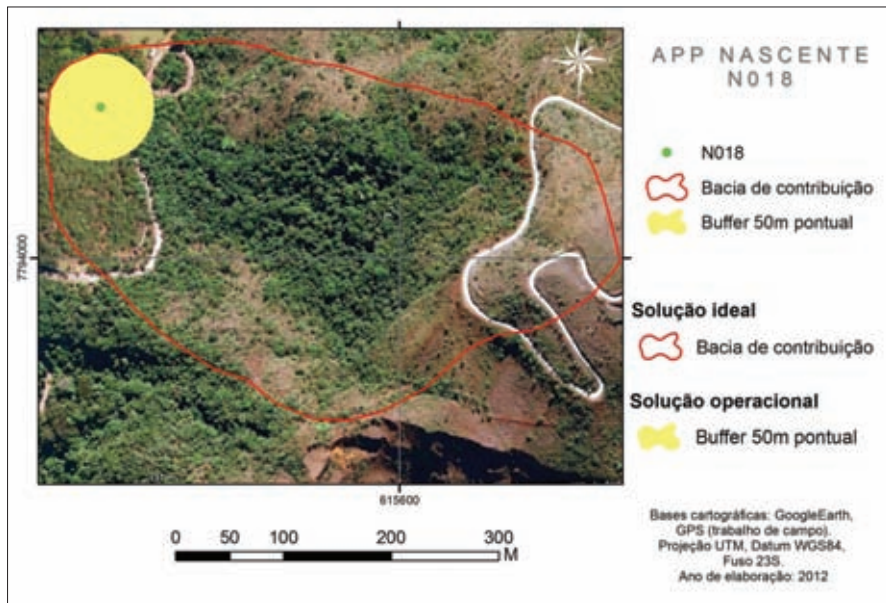 APP NASCENTE
N018
N018
Bacia de contribuição
Buffer 50m pontual
Solução ideal
Bacia de contribuição
Solução operacional
Buffer 50m pontual
Bases cartográficas: GoogleEarth,
GPS (trabalho de campo).
Projeção UTM, Datum WGS84,
Fuso 23S.
Ano de elaboração: 2012
7794000
615600
0 50 100 200 300
M